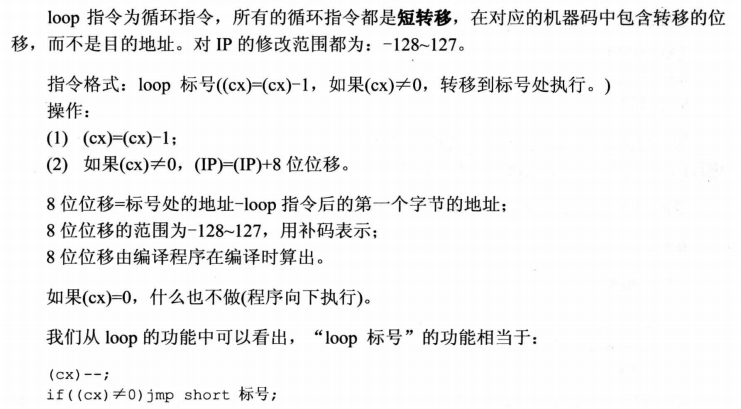 loop 指令为循环指令，所有的循环指令都是短转移，在对应的机器码中包含转移的位
移，而不是目的地址。对 IP 的修改范围都为：-128~127。
指令格式：loop 标号((cx)=(cx)-1，如果(cx)≠0，转移到标号处执行。)
操作：
(1) (cx)=(cx)-1；
(2) 如果(cx)≠0，(IP)=(IP)+8 位位移。
8 位位移=标号处的地址-loop 指令后的第一个字节的地址；
8 位位移的范围为-128~127，用补码表示；
8 位位移由编译程序在编译时算出。
如果(cx)=0，什么也不做(程序向下执行)。
我们从 loop 的功能中可以看出，“loop 标号”的功能相当于：
(cx)--;
if((cx)≠0)jmp short 标号;